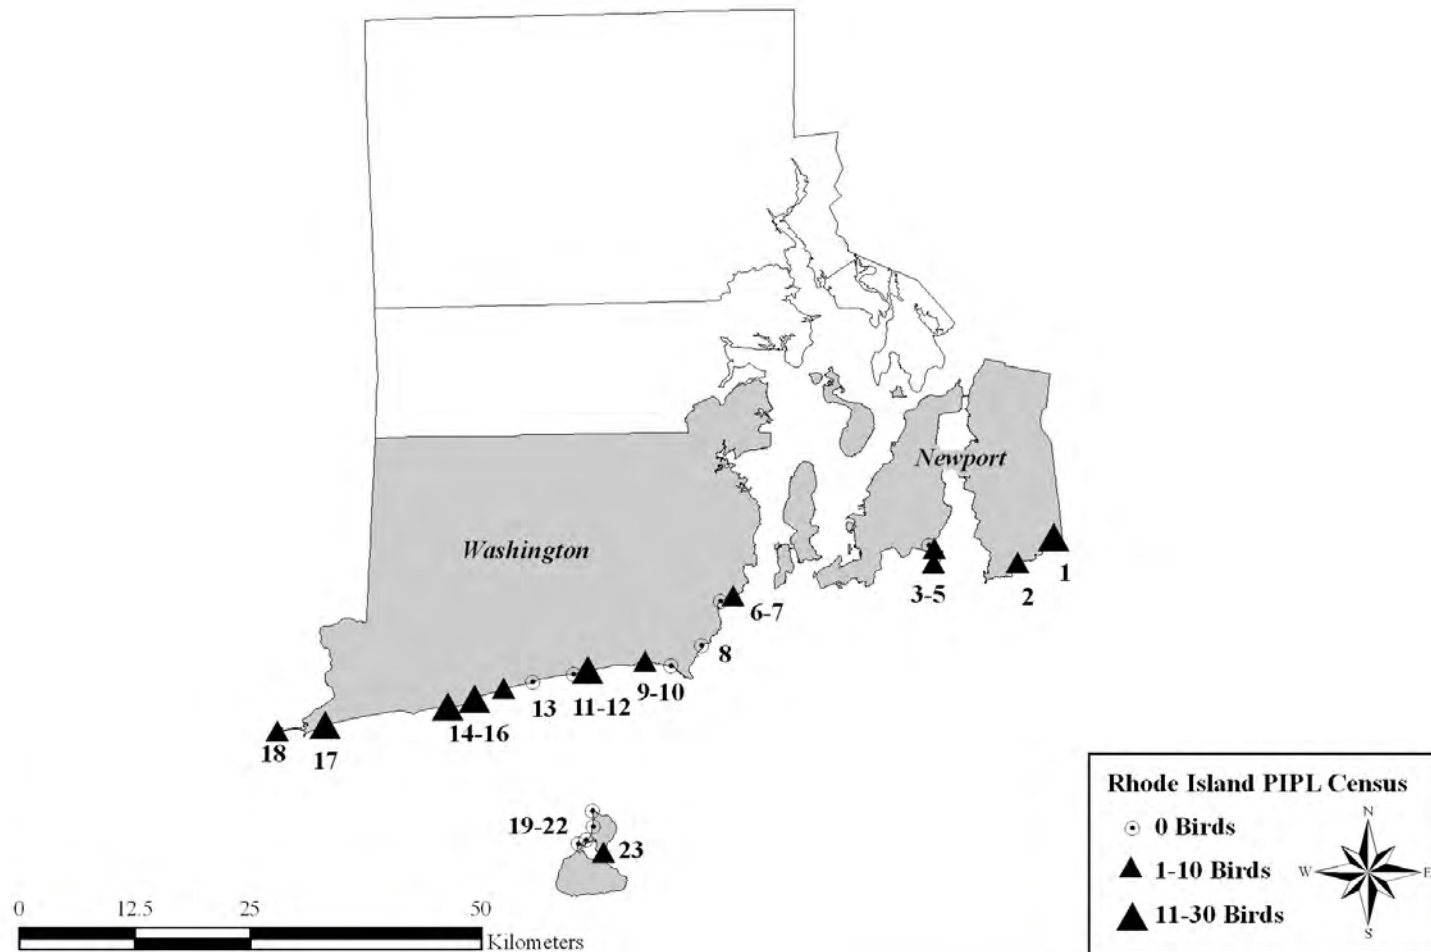 Newport
Washington
1
2
3-5
6-7
8
9-10
11-12
13
14-16
17
18
19-22
23
Rhode Island PIPL Census
0 Birds
1-10 Birds
11-30 Birds
N
W
E
S
0 12.5 25 50
Kilometers